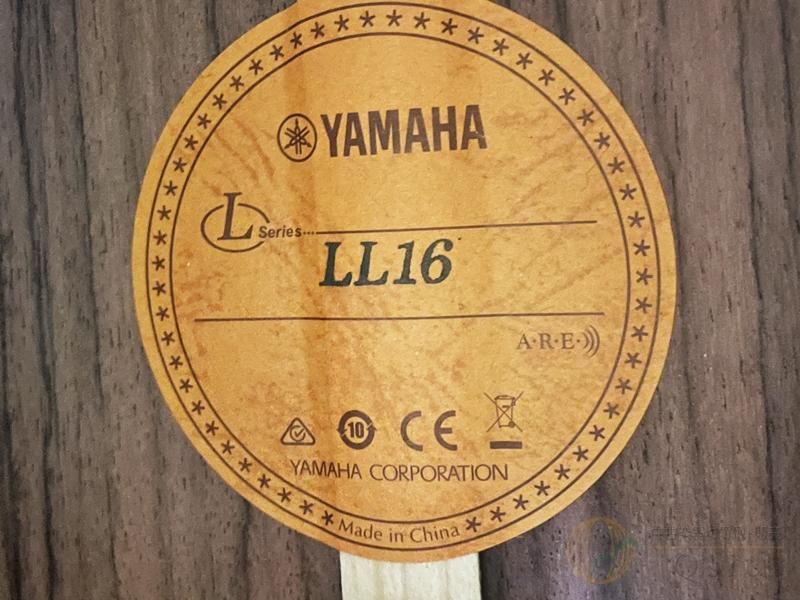 YAMAHA
L Series...
LL16
A·R·E·
10
CE
YAMAHA CORPORATION
Made in China